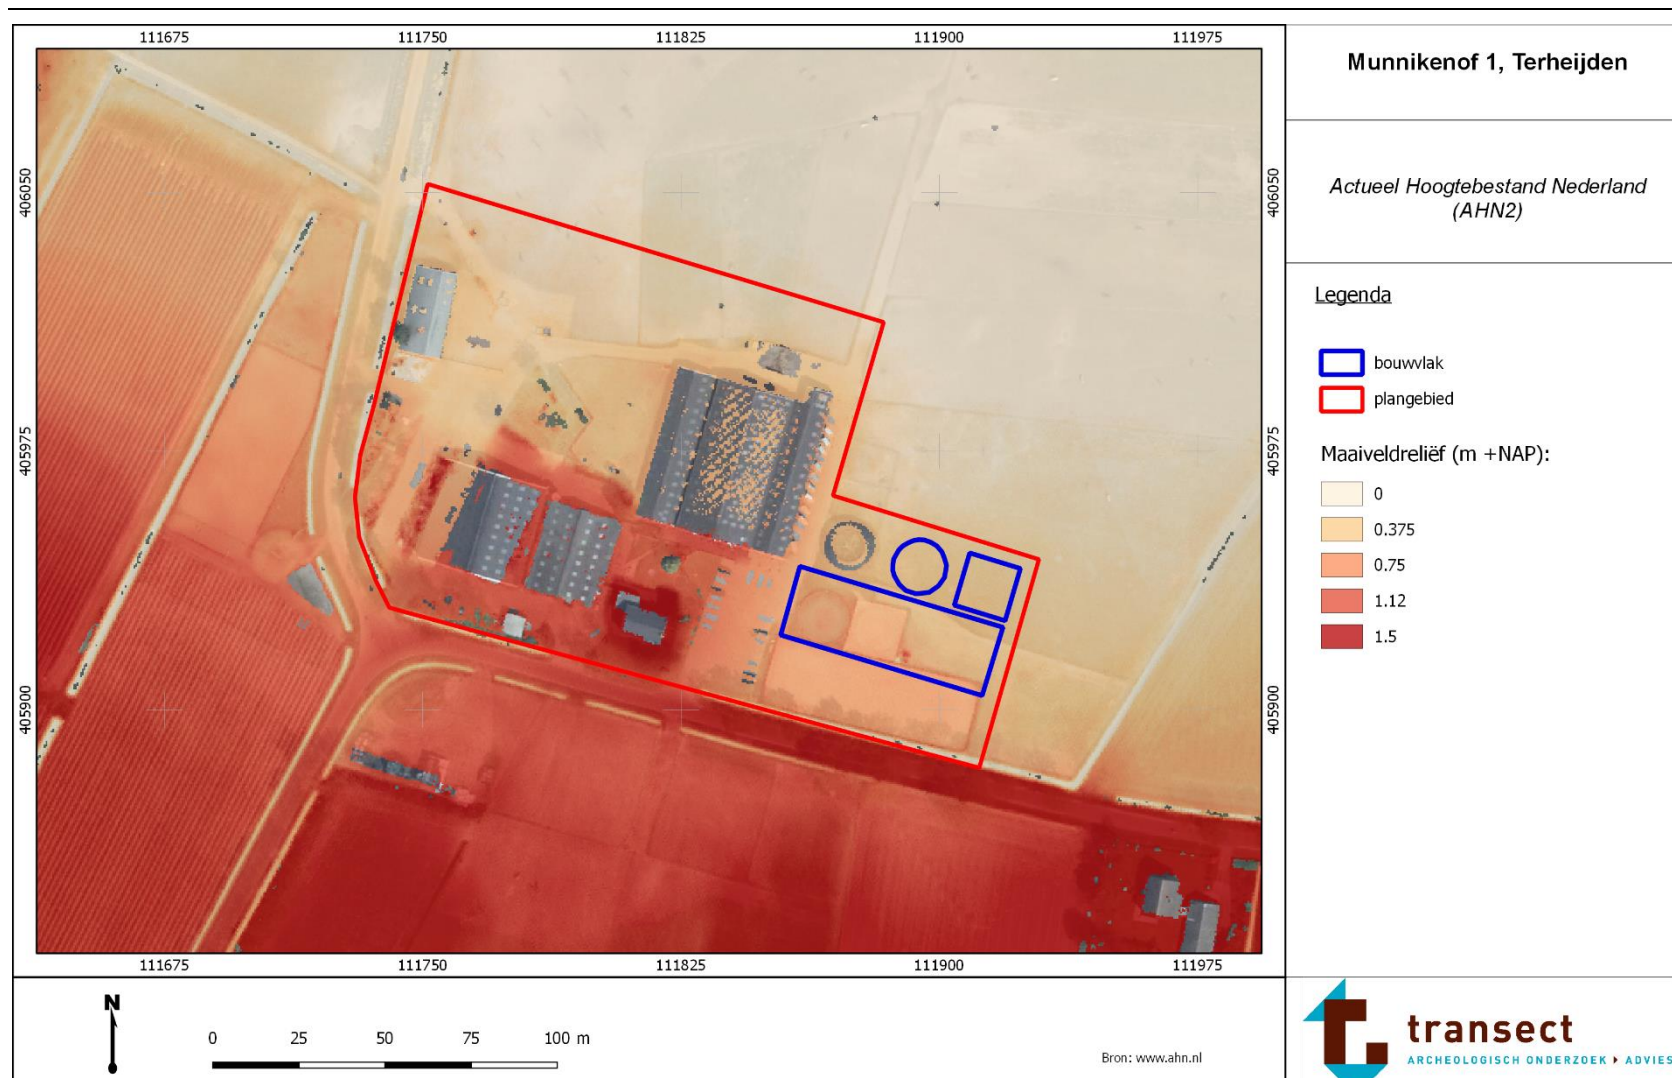 111675 111750 111825 111900 111975
406050 406050
405975 405975
405900 405900
111675 111750 111825 111900 111975
N
0 25 50 75 100 m
Bron: www.ahn.nl
Munnikenof 1, Terheijden
Actueel Hoogtebestand Nederland
(AHN2)
Legenda
bouwvlak
plangebied
Maaiveldreliëf (m +NAP):
0
0.375
0.75
1.12
1.5
transect
ARCHEOLOGISCH ONDERZOEK ▸ ADVIES